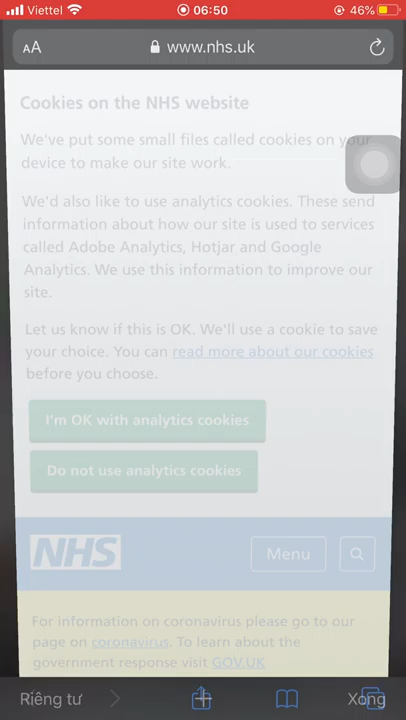 Viettel
06:50
46%
AA
www.nhs.uk
Cookies on the NHS website
We've put some small files called cookies on your
device to make our site work.
We'd also like to use analytics cookies. These send
information about how our site is used to services
called Adobe Analytics, Hotjar and Google
Analytics. We use this information to improve our
site.
Let us know if this is OK. We'll use a cookie to save
your choice. You can read more about our cookies
before you choose.
I'm OK with analytics cookies
Do not use analytics cookies
NHS
Menu
For information on coronavirus please go to our
page on coronavirus. To learn about the
government response visit GOV.UK
Riêng tư
Xong